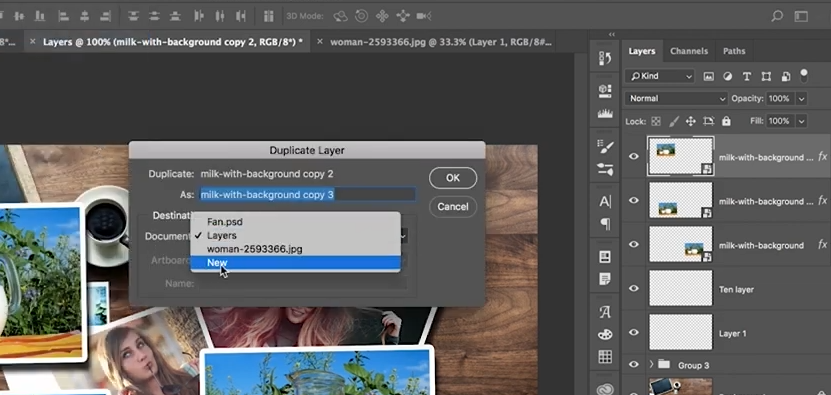 3D Mode:
8*...
× Layers @ 100% (milk-with-background copy 2, RGB/8*) *
× woman-2593366.jpg @ 33.3% (Layer 1, RGB/8#...
Layers Channels Paths
Kind
Normal Opacity: 100%
Lock: Fill: 100%
Duplicate Layer
Duplicate: milk-with-background copy 2
As: milk-with-background copy 3
OK
Cancel
Destinat
Document
Fan.psd
✓ Layers
woman-2593366.jpg
New
Artboar
Name:
milk-with-background ... fx
milk-with-background ... fx
milk-with-background fx
Ten layer
Layer 1
Group 3